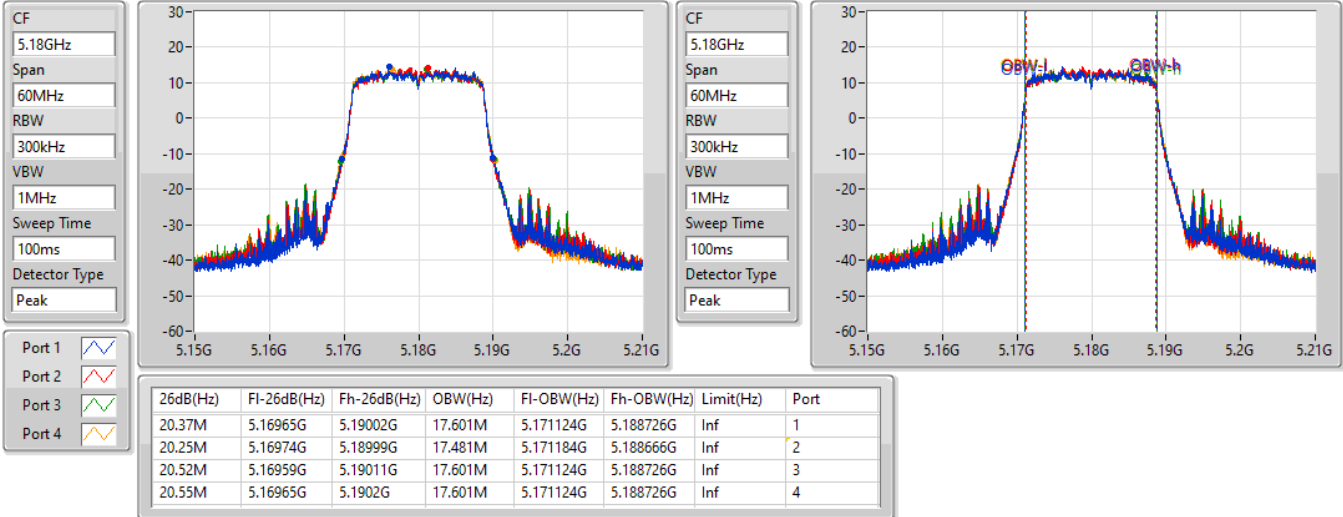 CF
5.18GHz
Span
60MHz
RBW
300kHz
VBW
1MHz
Sweep Time
100ms
Detector Type
Peak
30
20
10
0
-10
-20
-30
-40
-50
-60
5.15G 5.16G 5.17G 5.18G 5.19G 5.2G 5.21G
CF
5.18GHz
Span
60MHz
RBW
300kHz
VBW
1MHz
Sweep Time
100ms
Detector Type
Peak
30
20
10
0
-10
-20
-30
-40
-50
-60
OBW-l OBW-h
5.15G 5.16G 5.17G 5.18G 5.19G 5.2G 5.21G
Port 1
Port 2
Port 3
Port 4
26dB(Hz) Fl-26dB(Hz) Fh-26dB(Hz) OBW(Hz) Fl-OBW(Hz) Fh-OBW(Hz) Limit(Hz) Port
20.37M 5.16965G 5.19002G 17.601M 5.171124G 5.188726G Inf 1
20.25M 5.16974G 5.18999G 17.481M 5.171184G 5.188666G Inf 2
20.52M 5.16959G 5.19011G 17.601M 5.171124G 5.188726G Inf 3
20.55M 5.16965G 5.1902G 17.601M 5.171124G 5.188726G Inf 4